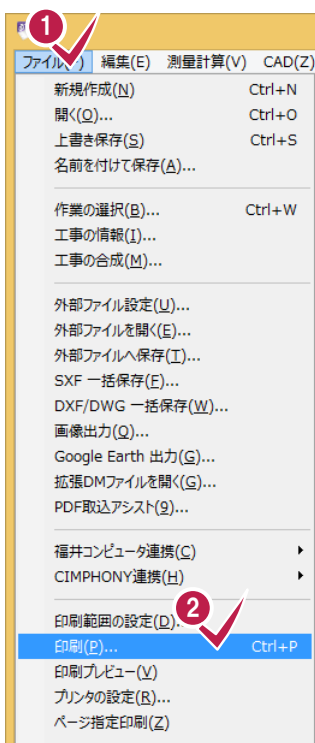 1
ファイル(F) 編集(E) 測量計算(V) CAD(Z)
新規作成(N) Ctrl+N
開く(O)... Ctrl+O
上書き保存(S) Ctrl+S
名前を付けて保存(A)...
作業の選択(B)... Ctrl+W
工事の情報(I)...
工事の合成(M)...
外部ファイル設定(U)...
外部ファイルを開く(E)...
外部ファイルへ保存(T)...
SXF 一括保存(F)...
DXF/DWG 一括保存(W)...
画像出力(Q)...
Google Earth 出力(G)...
拡張DMファイルを開く(G)...
PDF取込アシスト(9)...
福井コンピュータ連携(C)
CIMPHONY連携(H)
2
印刷範囲の設定(D)...
印刷(P)... Ctrl+P
印刷プレビュー(V)
プリンタの設定(R)...
ページ指定印刷(Z)